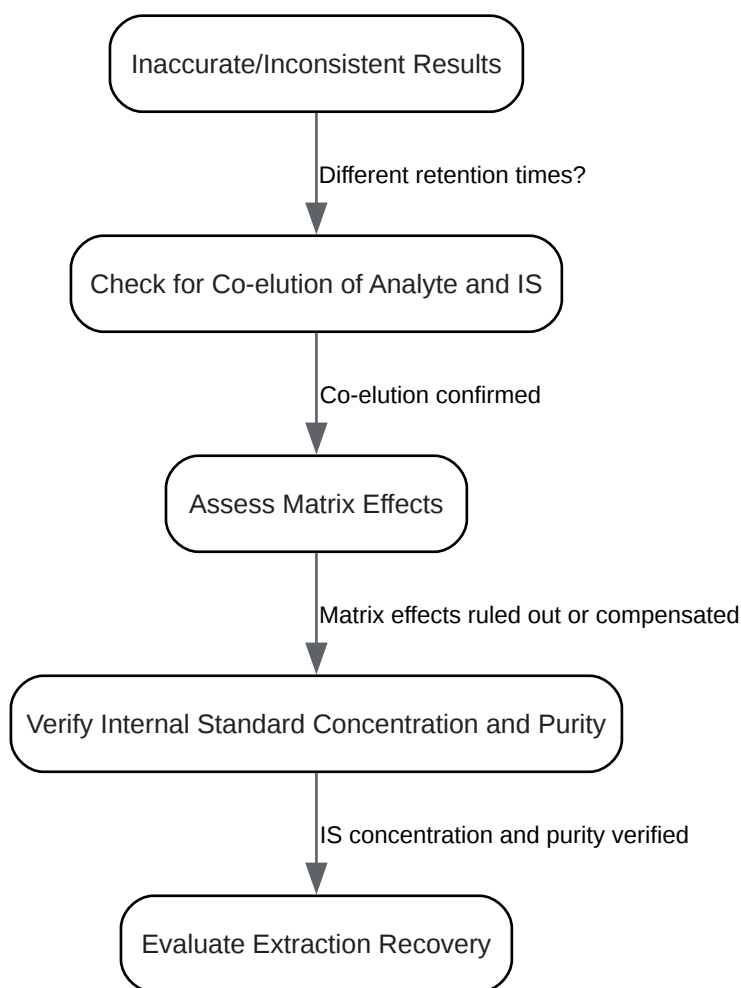 Inaccurate/Inconsistent Results
Different retention times?
Check for Co-elution of Analyte and IS
Co-elution confirmed
Assess Matrix Effects
Matrix effects ruled out or compensated
Verify Internal Standard Concentration and Purity
IS concentration and purity verified
Evaluate Extraction Recovery